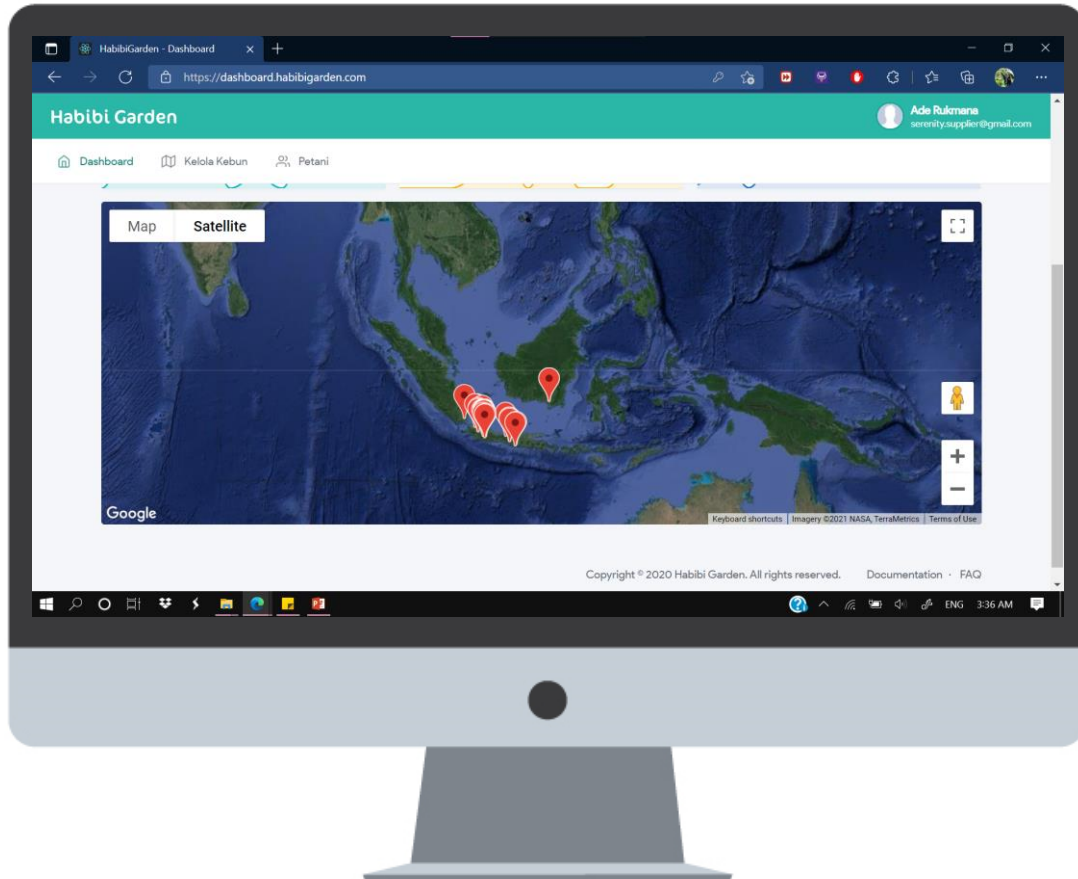 HabibiGarden - Dashboard
https://dashboard.habibigarden.com
Habibi Garden
Ade Rukmana
serenity.supplier@gmail.com
Dashboard
Kelola Kebun
Petani
Map
Satellite
Google
Keyboard shortcuts
Imagery ©2021 NASA, TerraMetrics
Terms of Use
Copyright © 2020 Habibi Garden. All rights reserved.
Documentation · FAQ
ENG
3:36 AM